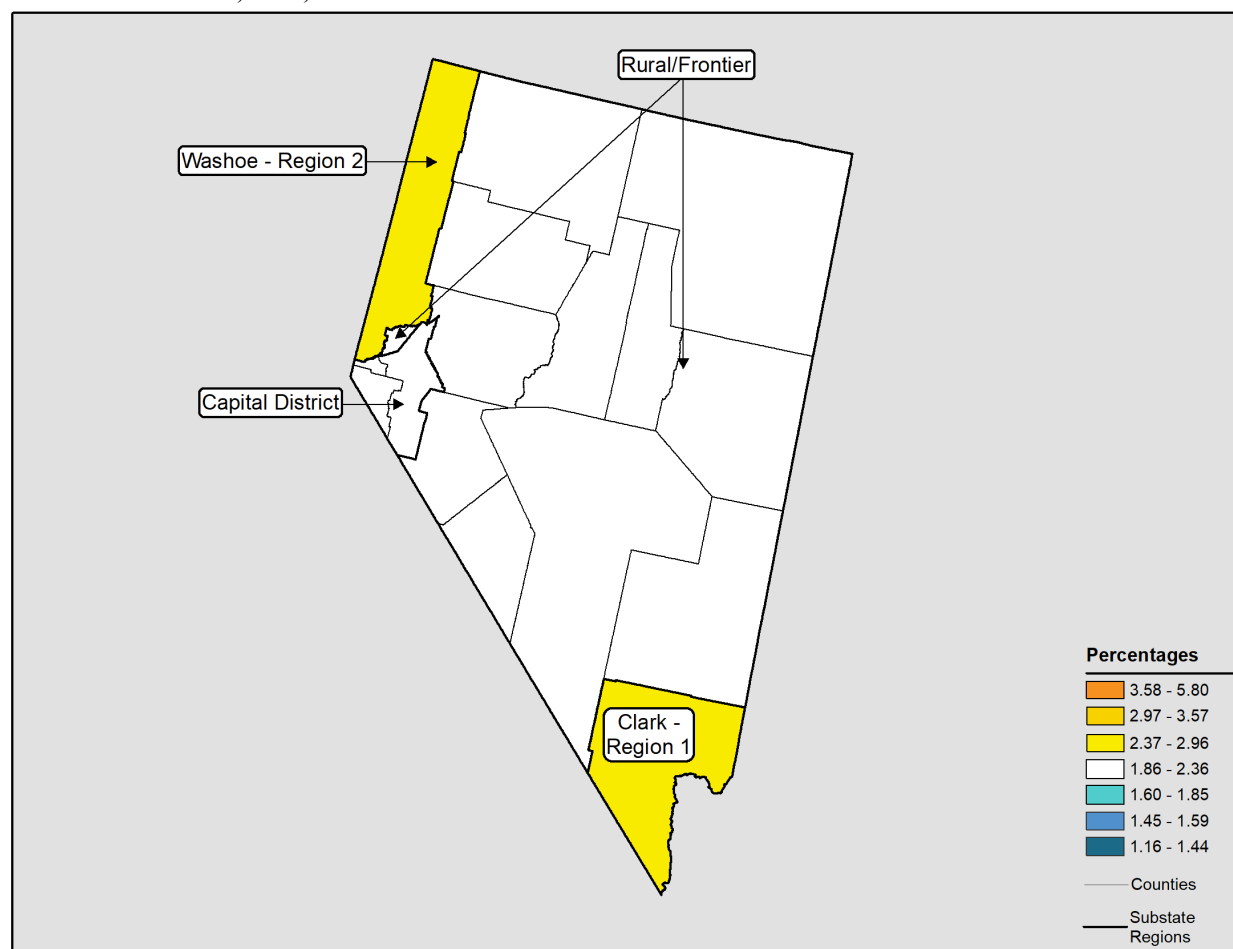 Rural/Frontier
Washoe - Region 2
Capital District
Clark -
Region 1
Percentages
3.58 - 5.80
2.97 - 3.57
2.37 - 2.96
1.86 - 2.36
1.60 - 1.85
1.45 - 1.59
1.16 - 1.44
Counties
Substate
Regions